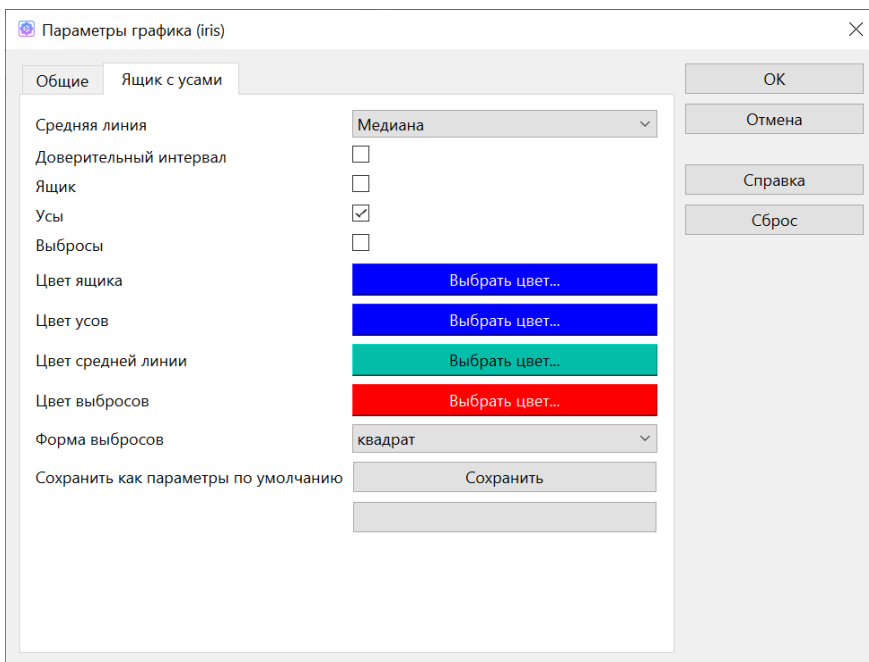 Параметры графика (iris)
Общие
Ящик с усами
Средняя линия
Медиана
Доверительный интервал
Ящик
Усы
Выбросы
Цвет ящика
Выбрать цвет...
Цвет усов
Выбрать цвет...
Цвет средней линии
Выбрать цвет...
Цвет выбросов
Выбрать цвет...
Форма выбросов
квадрат
Сохранить как параметры по умолчанию
Сохранить
ОК
Отмена
Справка
Сброс